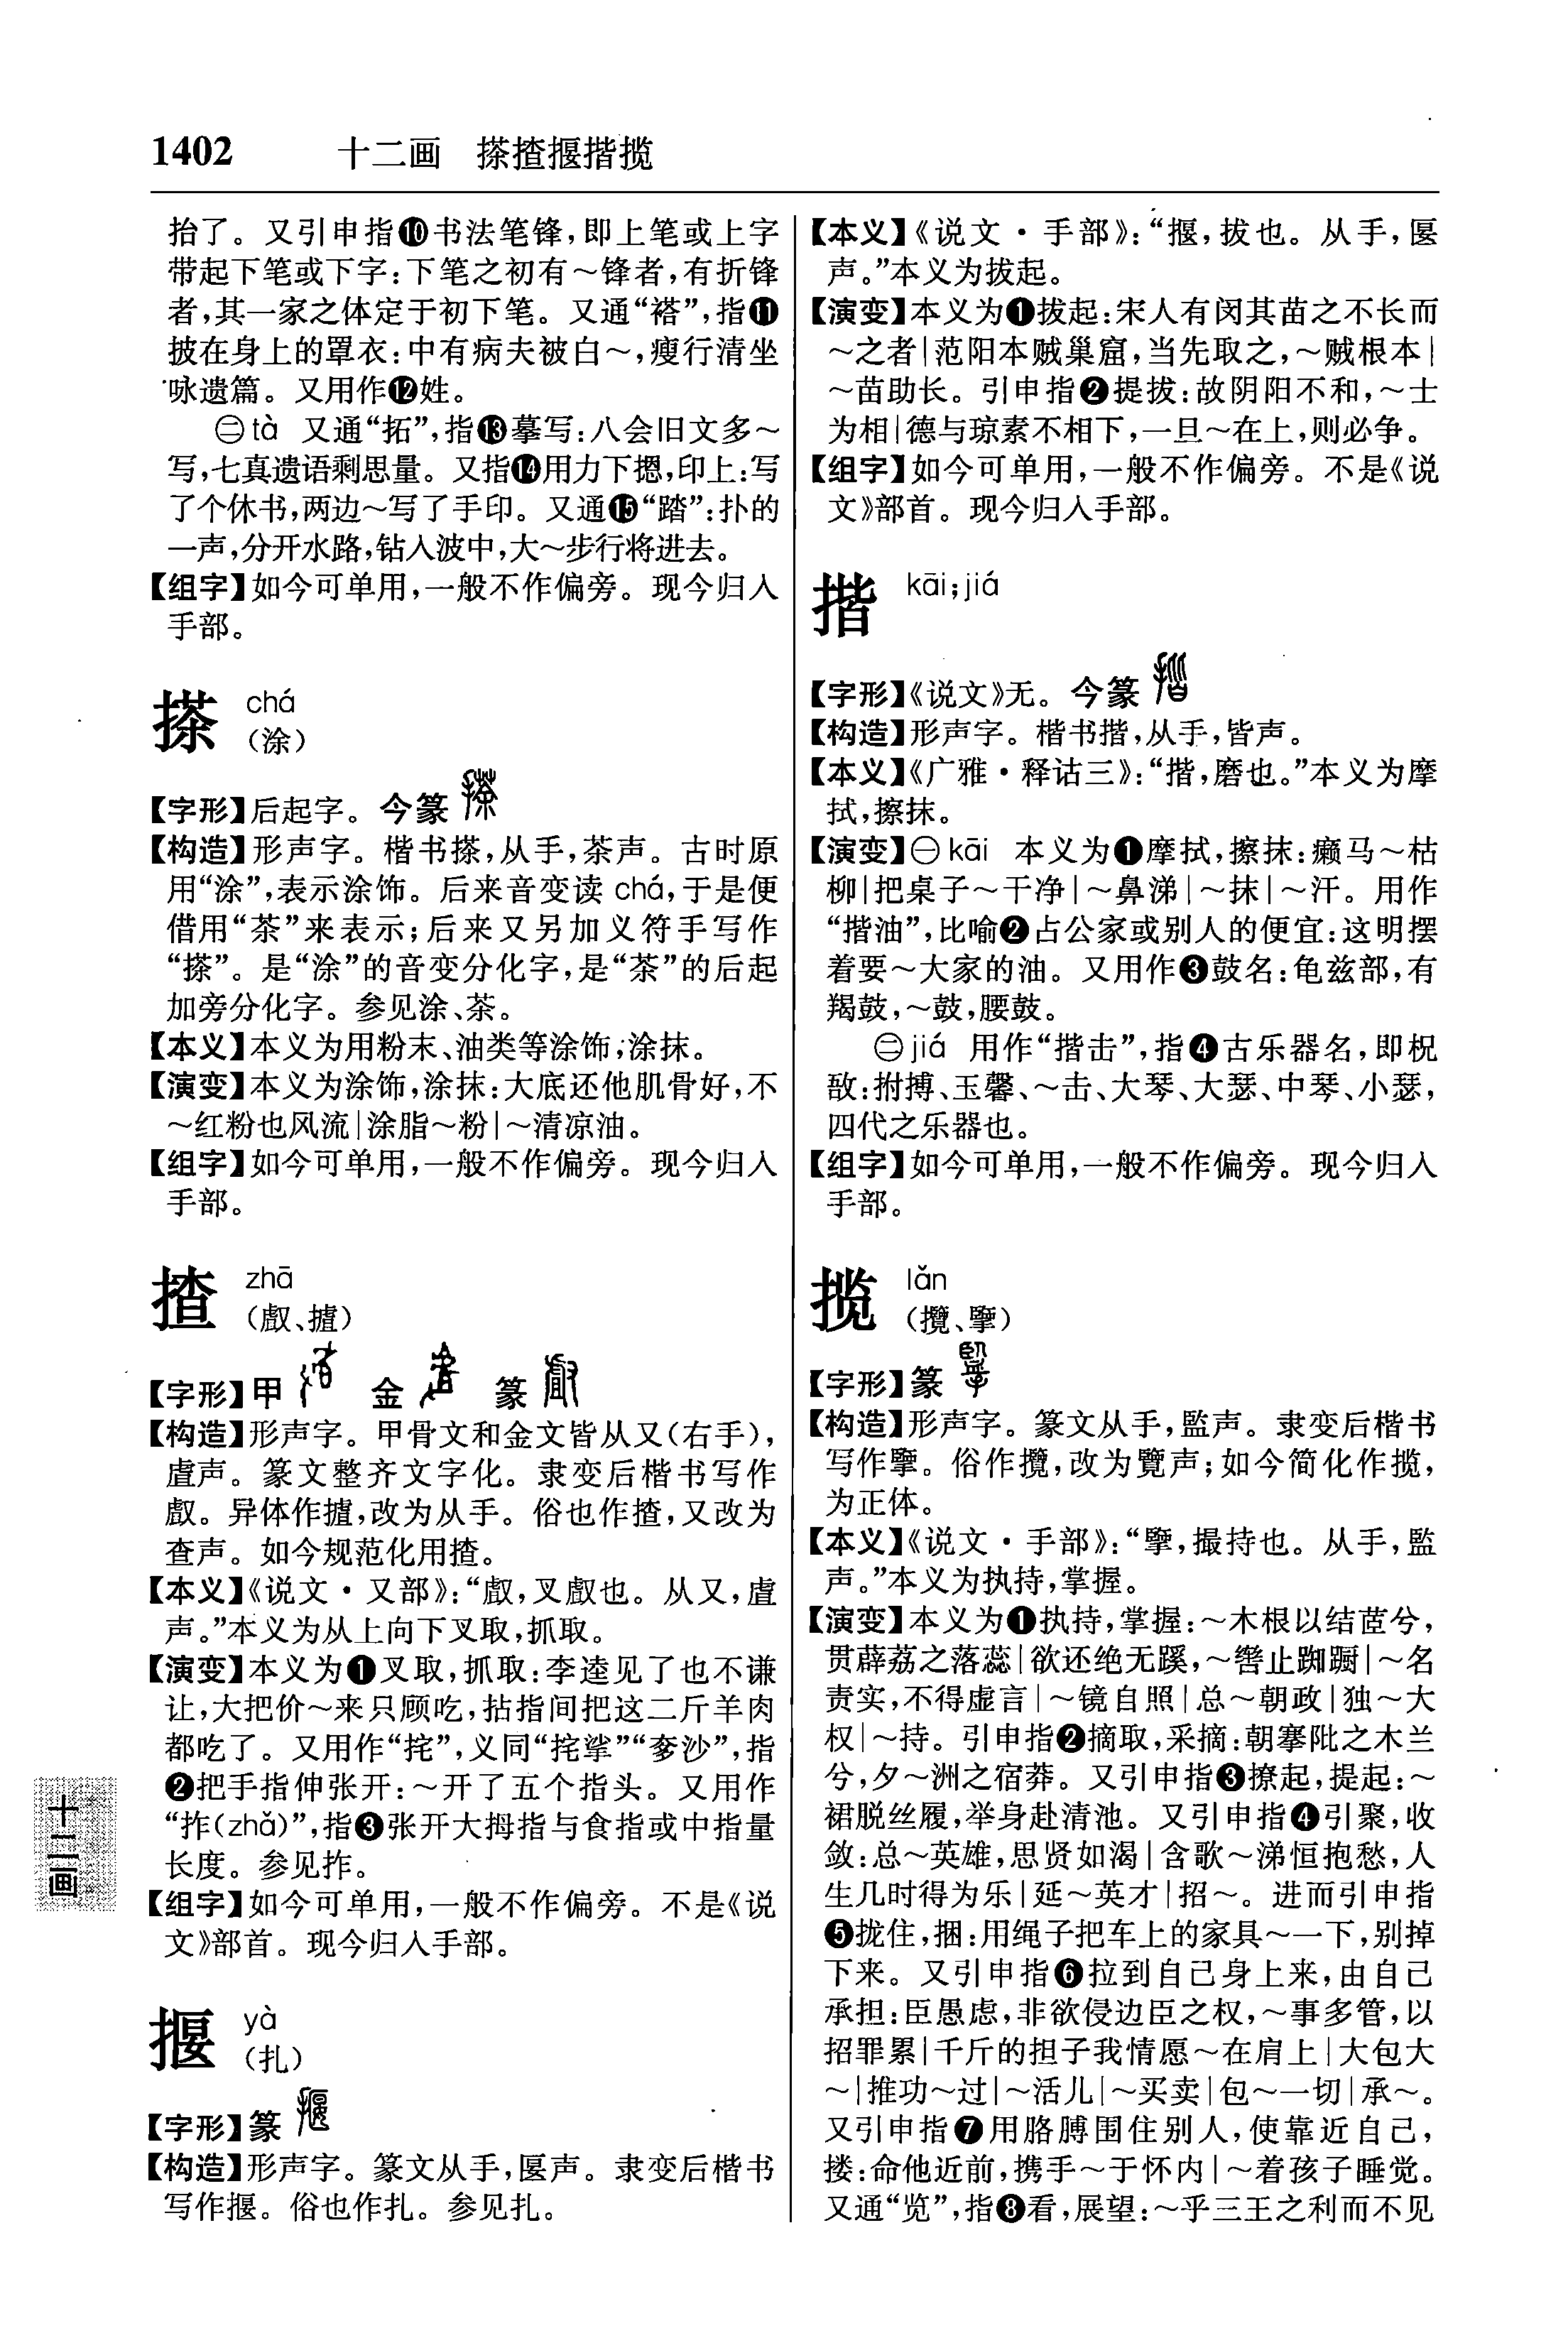 1402 十二画 搽揸揠揩揽
抬了。又引申指❿书法笔锋,即上笔或上字
带起下笔或下字:下笔之初有～锋者,有折锋
者,其一家之体定于初下笔。又通“褡”,指⓫
披在身上的罩衣:中有病夫被白～,瘦行清坐
咏遗篇。又用作⓬姓。
㊁tà 又通“拓”,指⓭摹写:八会旧文多～
写,七真遗语剩思量。又指⓮用力下摁,印上:写
了个休书,两边～写了手印。又通⓯“踏”:扑的
一声,分开水路,钻入波中,大～步行将进去。
【组字】如今可单用,一般不作偏旁。现今归入
手部。
搽 chá
(涂)
【字形】后起字。今篆
【构造】形声字。楷书搽,从手,茶声。古时原
用“涂”,表示涂饰。后来音变读 chá,于是便
借用“茶”来表示;后来又另加义符手写作
“搽”。是“涂”的音变分化字,是“茶”的后起
加旁分化字。参见涂、茶。
【本义】本义为用粉末、油类等涂饰,涂抹。
【演变】本义为涂饰,涂抹:大底还他肌骨好,不
～红粉也风流|涂脂～粉|～清凉油。
【组字】如今可单用,一般不作偏旁。现今归入
手部。
揸 zhā
(戱、摣)
【字形】甲 金 篆
【构造】形声字。甲骨文和金文皆从又(右手),
虘声。篆文整齐文字化。隶变后楷书写作
㪥。异体作摣,改为从手。俗也作揸,又改为
查声。如今规范化用揸。
【本义】《说文·又部》:“㪥,叉㪥也。从又,虘
声。”本义为从上向下叉取,抓取。
【演变】本义为❶叉取,抓取:李逵见了也不谦
让,大把价～来只顾吃,拈指间把这二斤羊肉
都吃了。又用作“挓”,义同“挓挲”“奓沙”,指
❷把手指伸张开:～开了五个指头。又用作
“拃(zhǎ)”,指❸张开大拇指与食指或中指量
长度。参见拃。
【组字】如今可单用,一般不作偏旁。不是《说
文》部首。现今归入手部。
揠 yà
(扎)
【字形】篆
【构造】形声字。篆文从手,匽声。隶变后楷书
写作揠。俗也作扎。参见扎。
【本义】《说文·手部》:“揠,拔也。从手,匽
声。”本义为拔起。
【演变】本义为❶拔起:宋人有闵其苗之不长而
～之者|范阳本贼巢窟,当先取之,～贼根本|
～苗助长。引申指❷提拔:故阴阳不和,～士
为相|德与琼素不相下,一旦～在上,则必争。
【组字】如今可单用,一般不作偏旁。不是《说
文》部首。现今归入手部。
揩 kāi;jiá
【字形】《说文》无。今篆
【构造】形声字。楷书揩,从手,皆声。
【本义】《广雅·释诂三》:“揩,磨也。”本义为摩
拭,擦抹。
【演变】㊀kāi 本义为❶摩拭,擦抹:癞马～枯
柳|把桌子～干净|～鼻涕|～抹|～汗。用作
“揩油”,比喻❷占公家或别人的便宜:这明摆
着要～大家的油。又用作❸鼓名:龟兹部,有
羯鼓,～鼓,腰鼓。
㊁jiá 用作“揩击”,指❹古乐器名,即柷
敔:拊搏、玉磬、～击、大琴、大瑟、中琴、小瑟,
四代之乐器也。
【组字】如今可单用,一般不作偏旁。现今归入
手部。
揽 lǎn
(攬、擥)
【字形】篆
【构造】形声字。篆文从手,監声。隶变后楷书
写作擥。俗作攬,改为覽声;如今简化作揽,
为正体。
【本义】《说文·手部》:“擥,撮持也。从手,監
声。”本义为执持,掌握。
【演变】本义为❶执持,掌握:～木根以结茝兮,
贯薜荔之落蕊|欲还绝无蹊,～辔止踟蹰|～名
责实,不得虚言|～镜自照|总～朝政|独～大
权|～持。引申指❷摘取,采摘:朝搴阰之木兰
兮,夕～洲之宿莽。又引申指❸撩起,提起:～
裙脱丝履,举身赴清池。又引申指❹引聚,收
敛:总～英雄,思贤如渴|含歌～涕恒抱愁,人
生几时得为乐|延～英才|招～。进而引申指
❺拢住,捆:用绳子把车上的家具～一下,别掉
下来。又引申指❻拉到自己身上来,由自己
承担:臣愚虑,非欲侵边臣之权,～事多管,以
招罪累|千斤的担子我情愿～在肩上|大包大
～|推功～过|～活儿|～买卖|包～一切|承～。
又引申指❼用胳膊围住别人,使靠近自己,
搂:命他近前,携手～于怀内|～着孩子睡觉。
又通“览”,指❽看,展望:～乎三王之利而不见
十二画